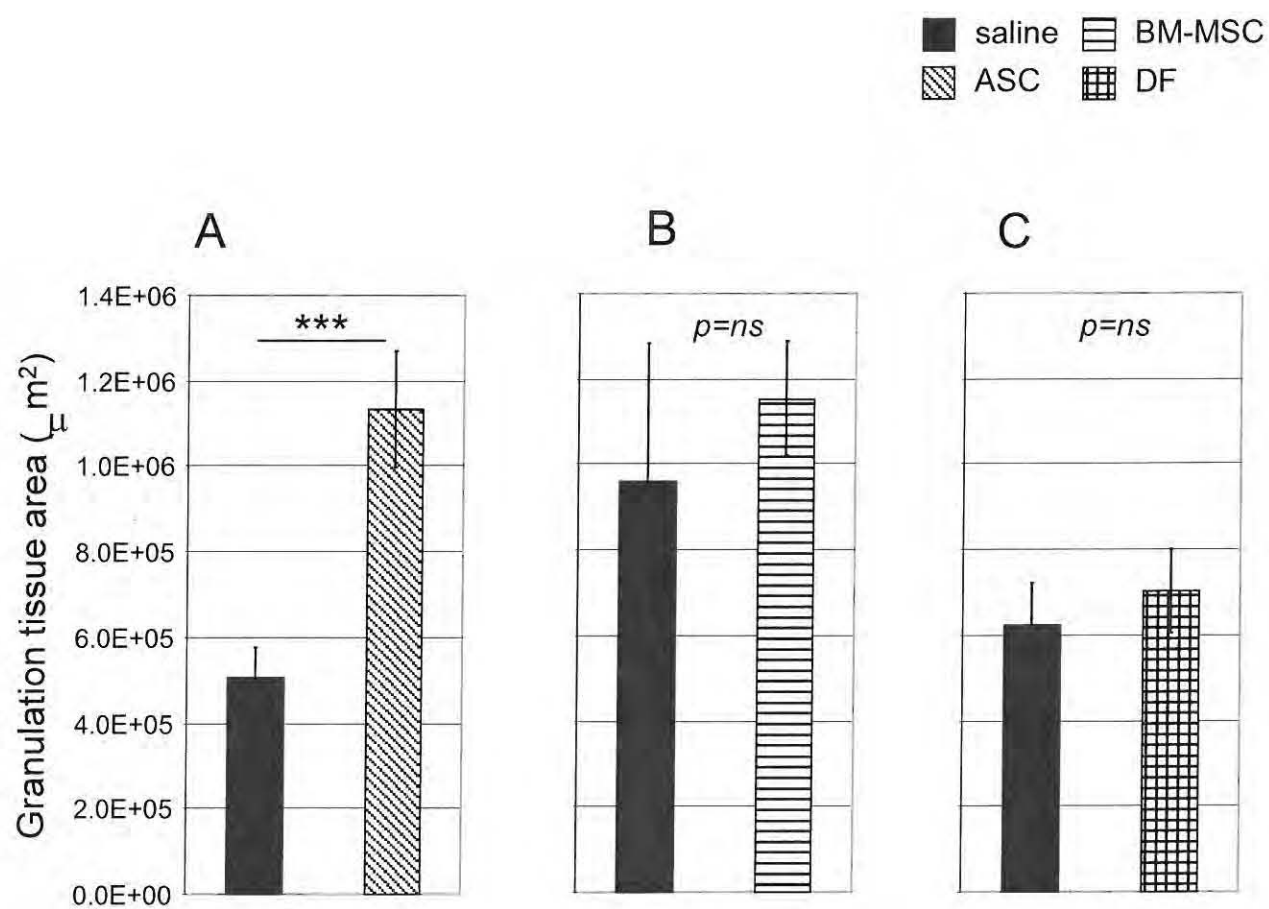 saline BM-MSC
ASC DF
A B C
Granulation tissue area (_m²)
μ
1.4E+06
1.2E+06
1.0E+06
8.0E+05
6.0E+05
4.0E+05
2.0E+05
0.0E+00
***
p=ns
p=ns